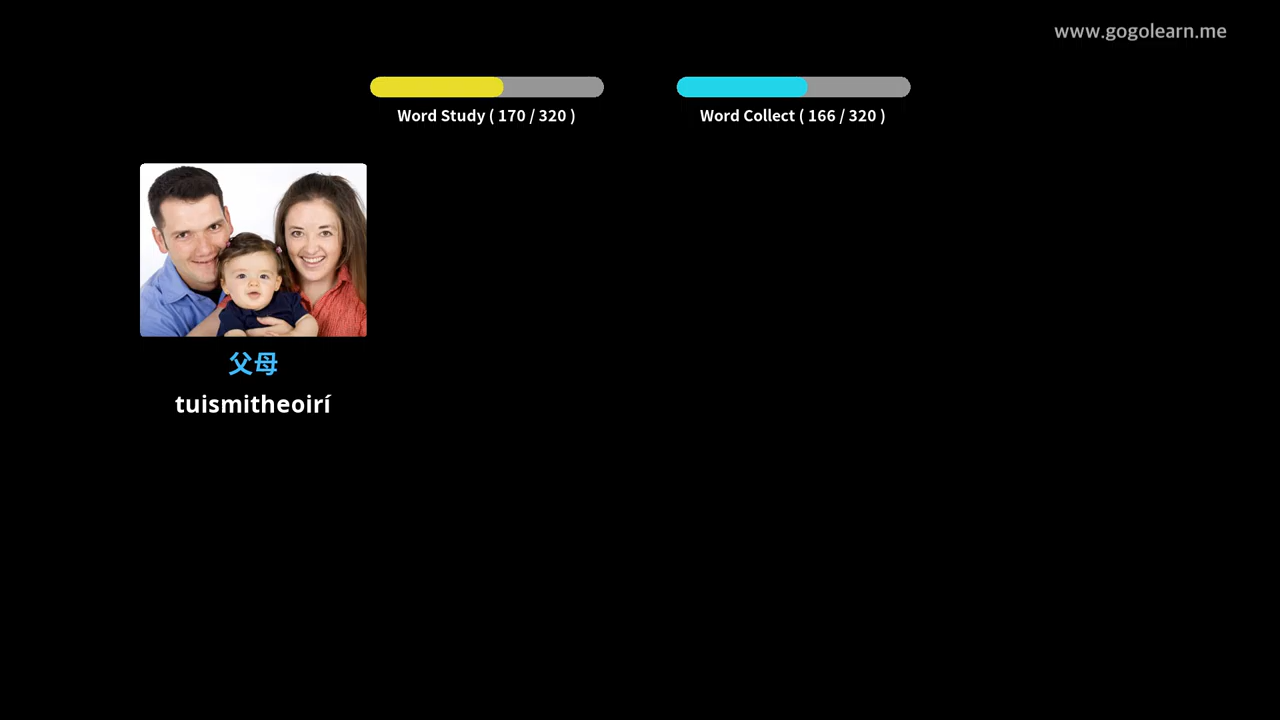 www.gogolearn.me
Word Study ( 170 / 320 )
Word Collect ( 166 / 320 )
父母
tuismitheoirí